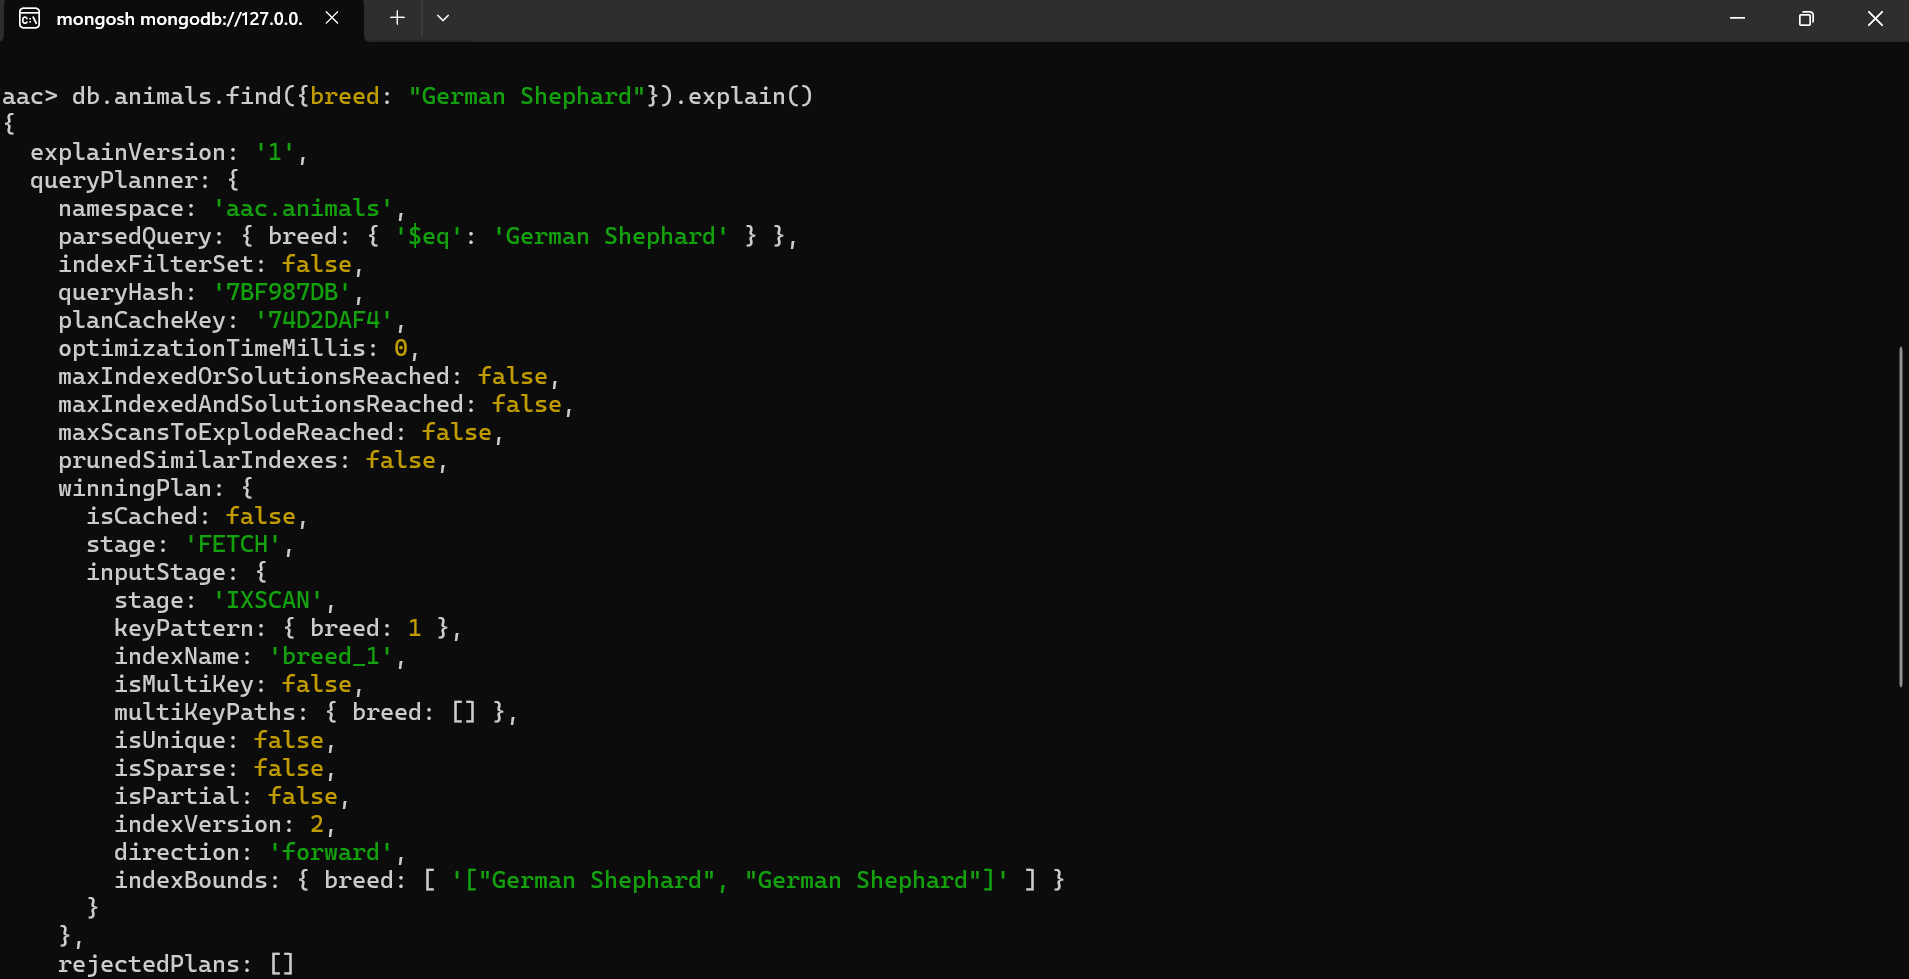 mongosh mongodb://127.0.0.
aac> db.animals.find({breed: "German Shephard"}).explain()
{
  explainVersion: '1',
  queryPlanner: {
    namespace: 'aac.animals',
    parsedQuery: { breed: { '$eq': 'German Shephard' } },
    indexFilterSet: false,
    queryHash: '7BF987DB',
    planCacheKey: '74D2DAF4',
    optimizationTimeMillis: 0,
    maxIndexedOrSolutionsReached: false,
    maxIndexedAndSolutionsReached: false,
    maxScansToExplodeReached: false,
    prunedSimilarIndexes: false,
    winningPlan: {
      isCached: false,
      stage: 'FETCH',
      inputStage: {
        stage: 'IXSCAN',
        keyPattern: { breed: 1 },
        indexName: 'breed_1',
        isMultiKey: false,
        multiKeyPaths: { breed: [] },
        isUnique: false,
        isSparse: false,
        isPartial: false,
        indexVersion: 2,
        direction: 'forward',
        indexBounds: { breed: [ '["German Shephard", "German Shephard"]' ] }
      }
    },
    rejectedPlans: []